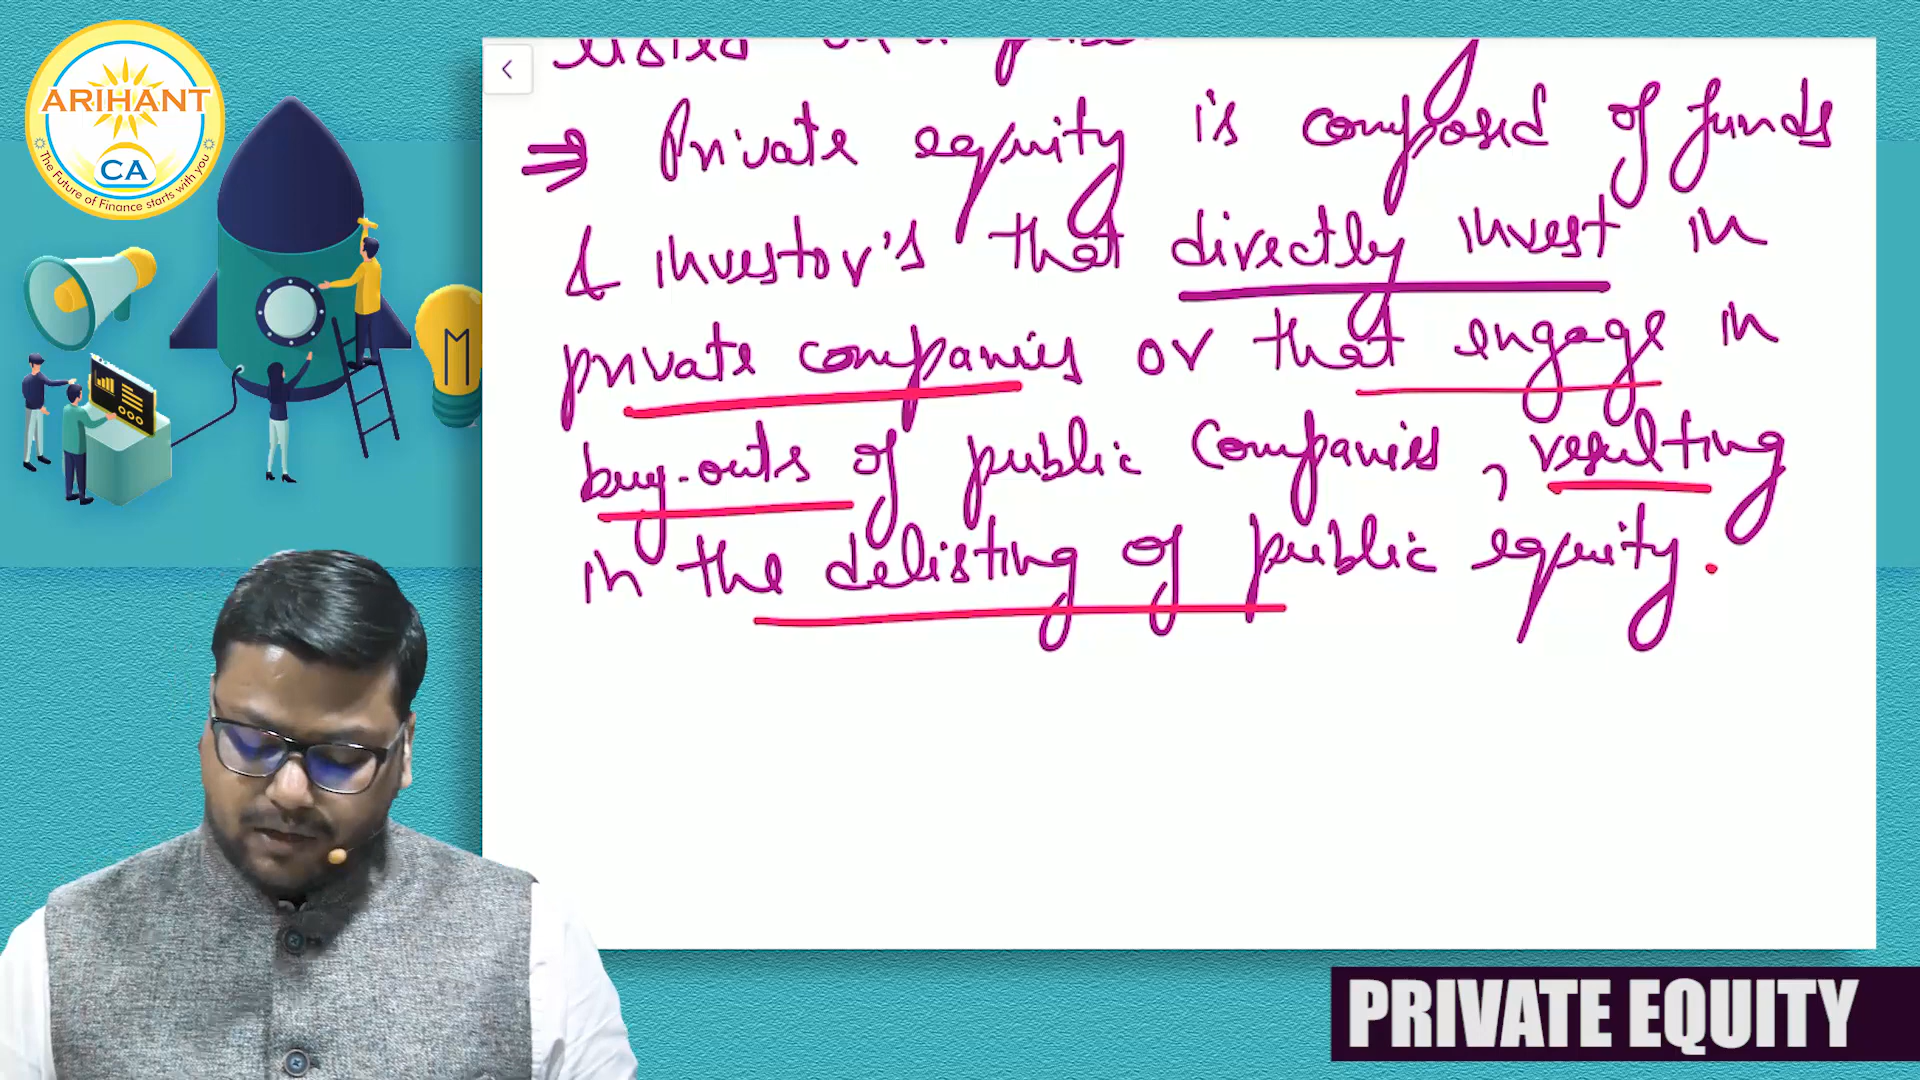 ARIHANT
CA
The Future of Finance starts with you
listed
⇒ Private equity is composed of funds
& investor's that directly invest in
private companies or that engage in
buy-outs of public companies, resulting
in the delisting of public equity.
PRIVATE EQUITY